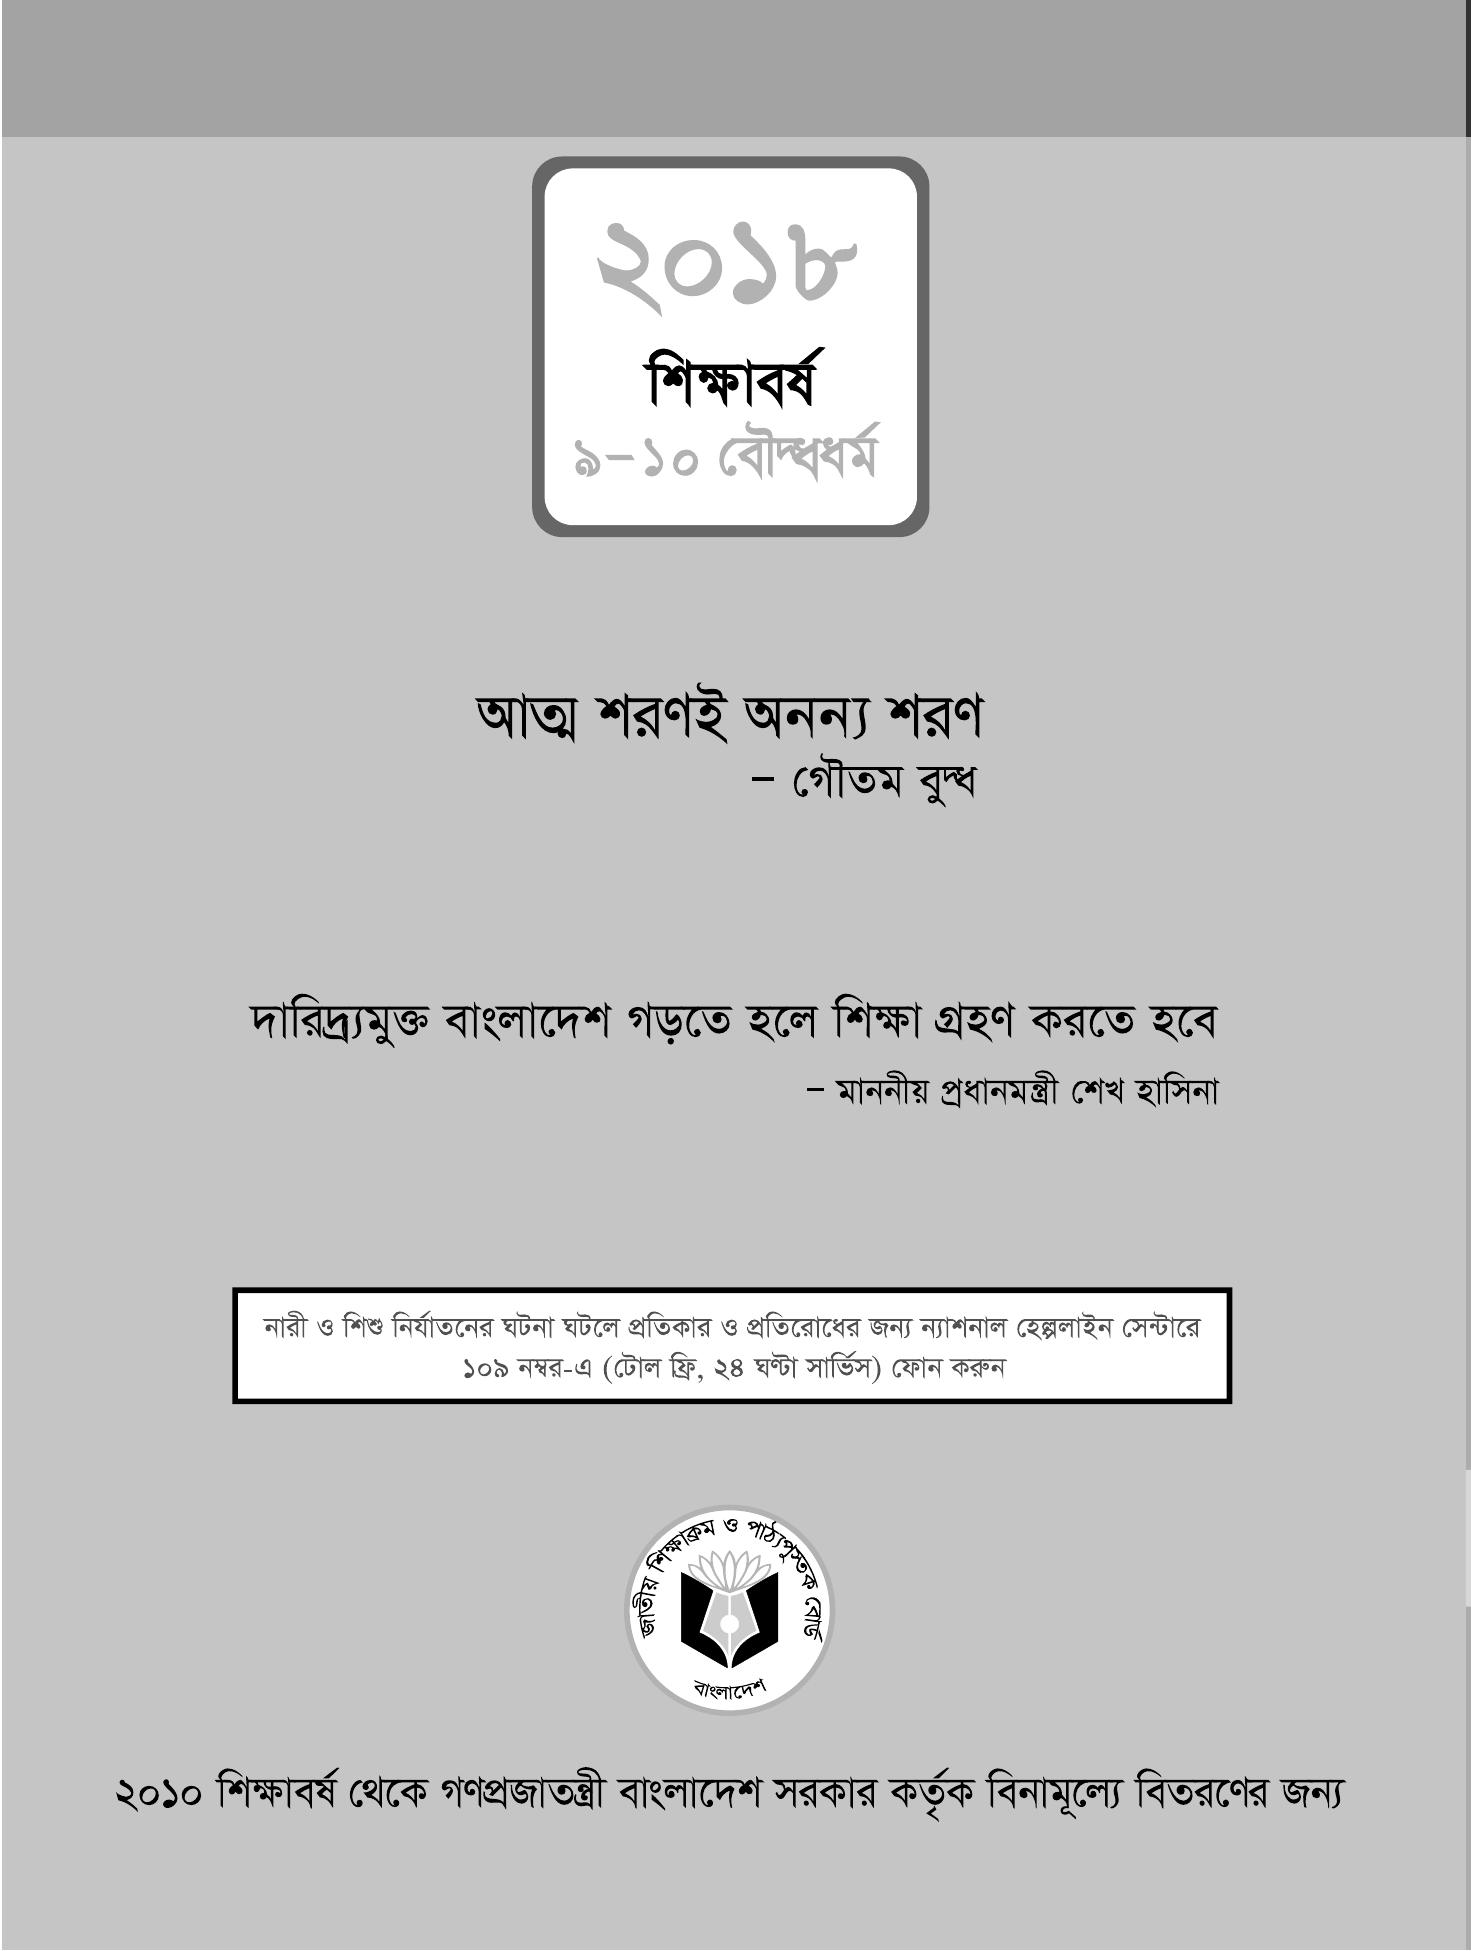 ২০১৮
শিক্ষাবর্ষ
৯–১০ বৌদ্ধধর্ম
আত্ম শরণই অনন্য শরণ
– গৌতম বুদ্ধ
দারিদ্র্যমুক্ত বাংলাদেশ গড়তে হলে শিক্ষা গ্রহণ করতে হবে
– মাননীয় প্রধানমন্ত্রী শেখ হাসিনা
নারী ও শিশু নির্যাতনের ঘটনা ঘটলে প্রতিকার ও প্রতিরোধের জন্য ন্যাশনাল হেল্পলাইন সেন্টারে
১০৯ নম্বর-এ (টোল ফ্রি, ২৪ ঘণ্টা সার্ভিস) ফোন করুন
জাতীয় শিক্ষাক্রম ও পাঠ্যপুস্তক বোর্ড
বাংলাদেশ
২০১০ শিক্ষাবর্ষ থেকে গণপ্রজাতন্ত্রী বাংলাদেশ সরকার কর্তৃক বিনামূল্যে বিতরণের জন্য